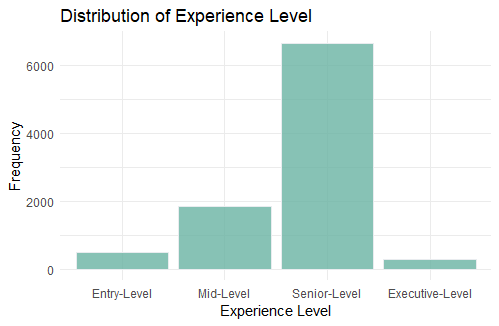 Distribution of Experience Level
Frequency
6000
4000
2000
0
Entry-Level
Mid-Level
Senior-Level
Executive-Level
Experience Level